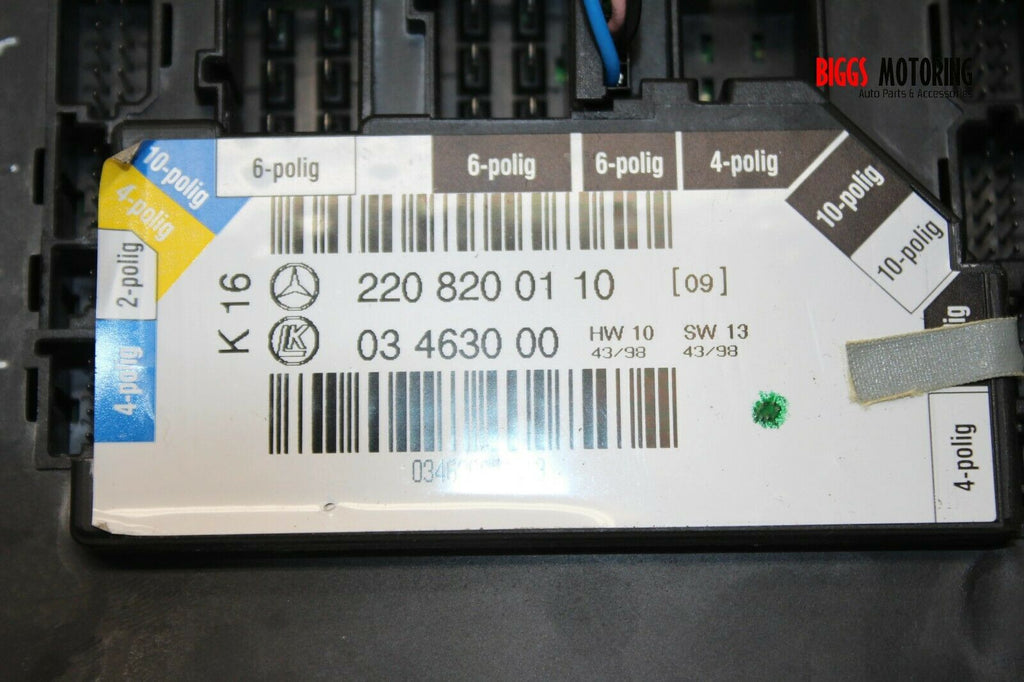 BIGGS MOTORING
Auto Parts & Accessories
10-polig
6-polig
6-polig
6-polig
4-polig
4-polig
10-polig
10-polig
2-polig
4-polig
K 16
220 820 01 10 [09]
LK
03 4630 00 HW 10 SW 13
43/98 43/98
4-polig